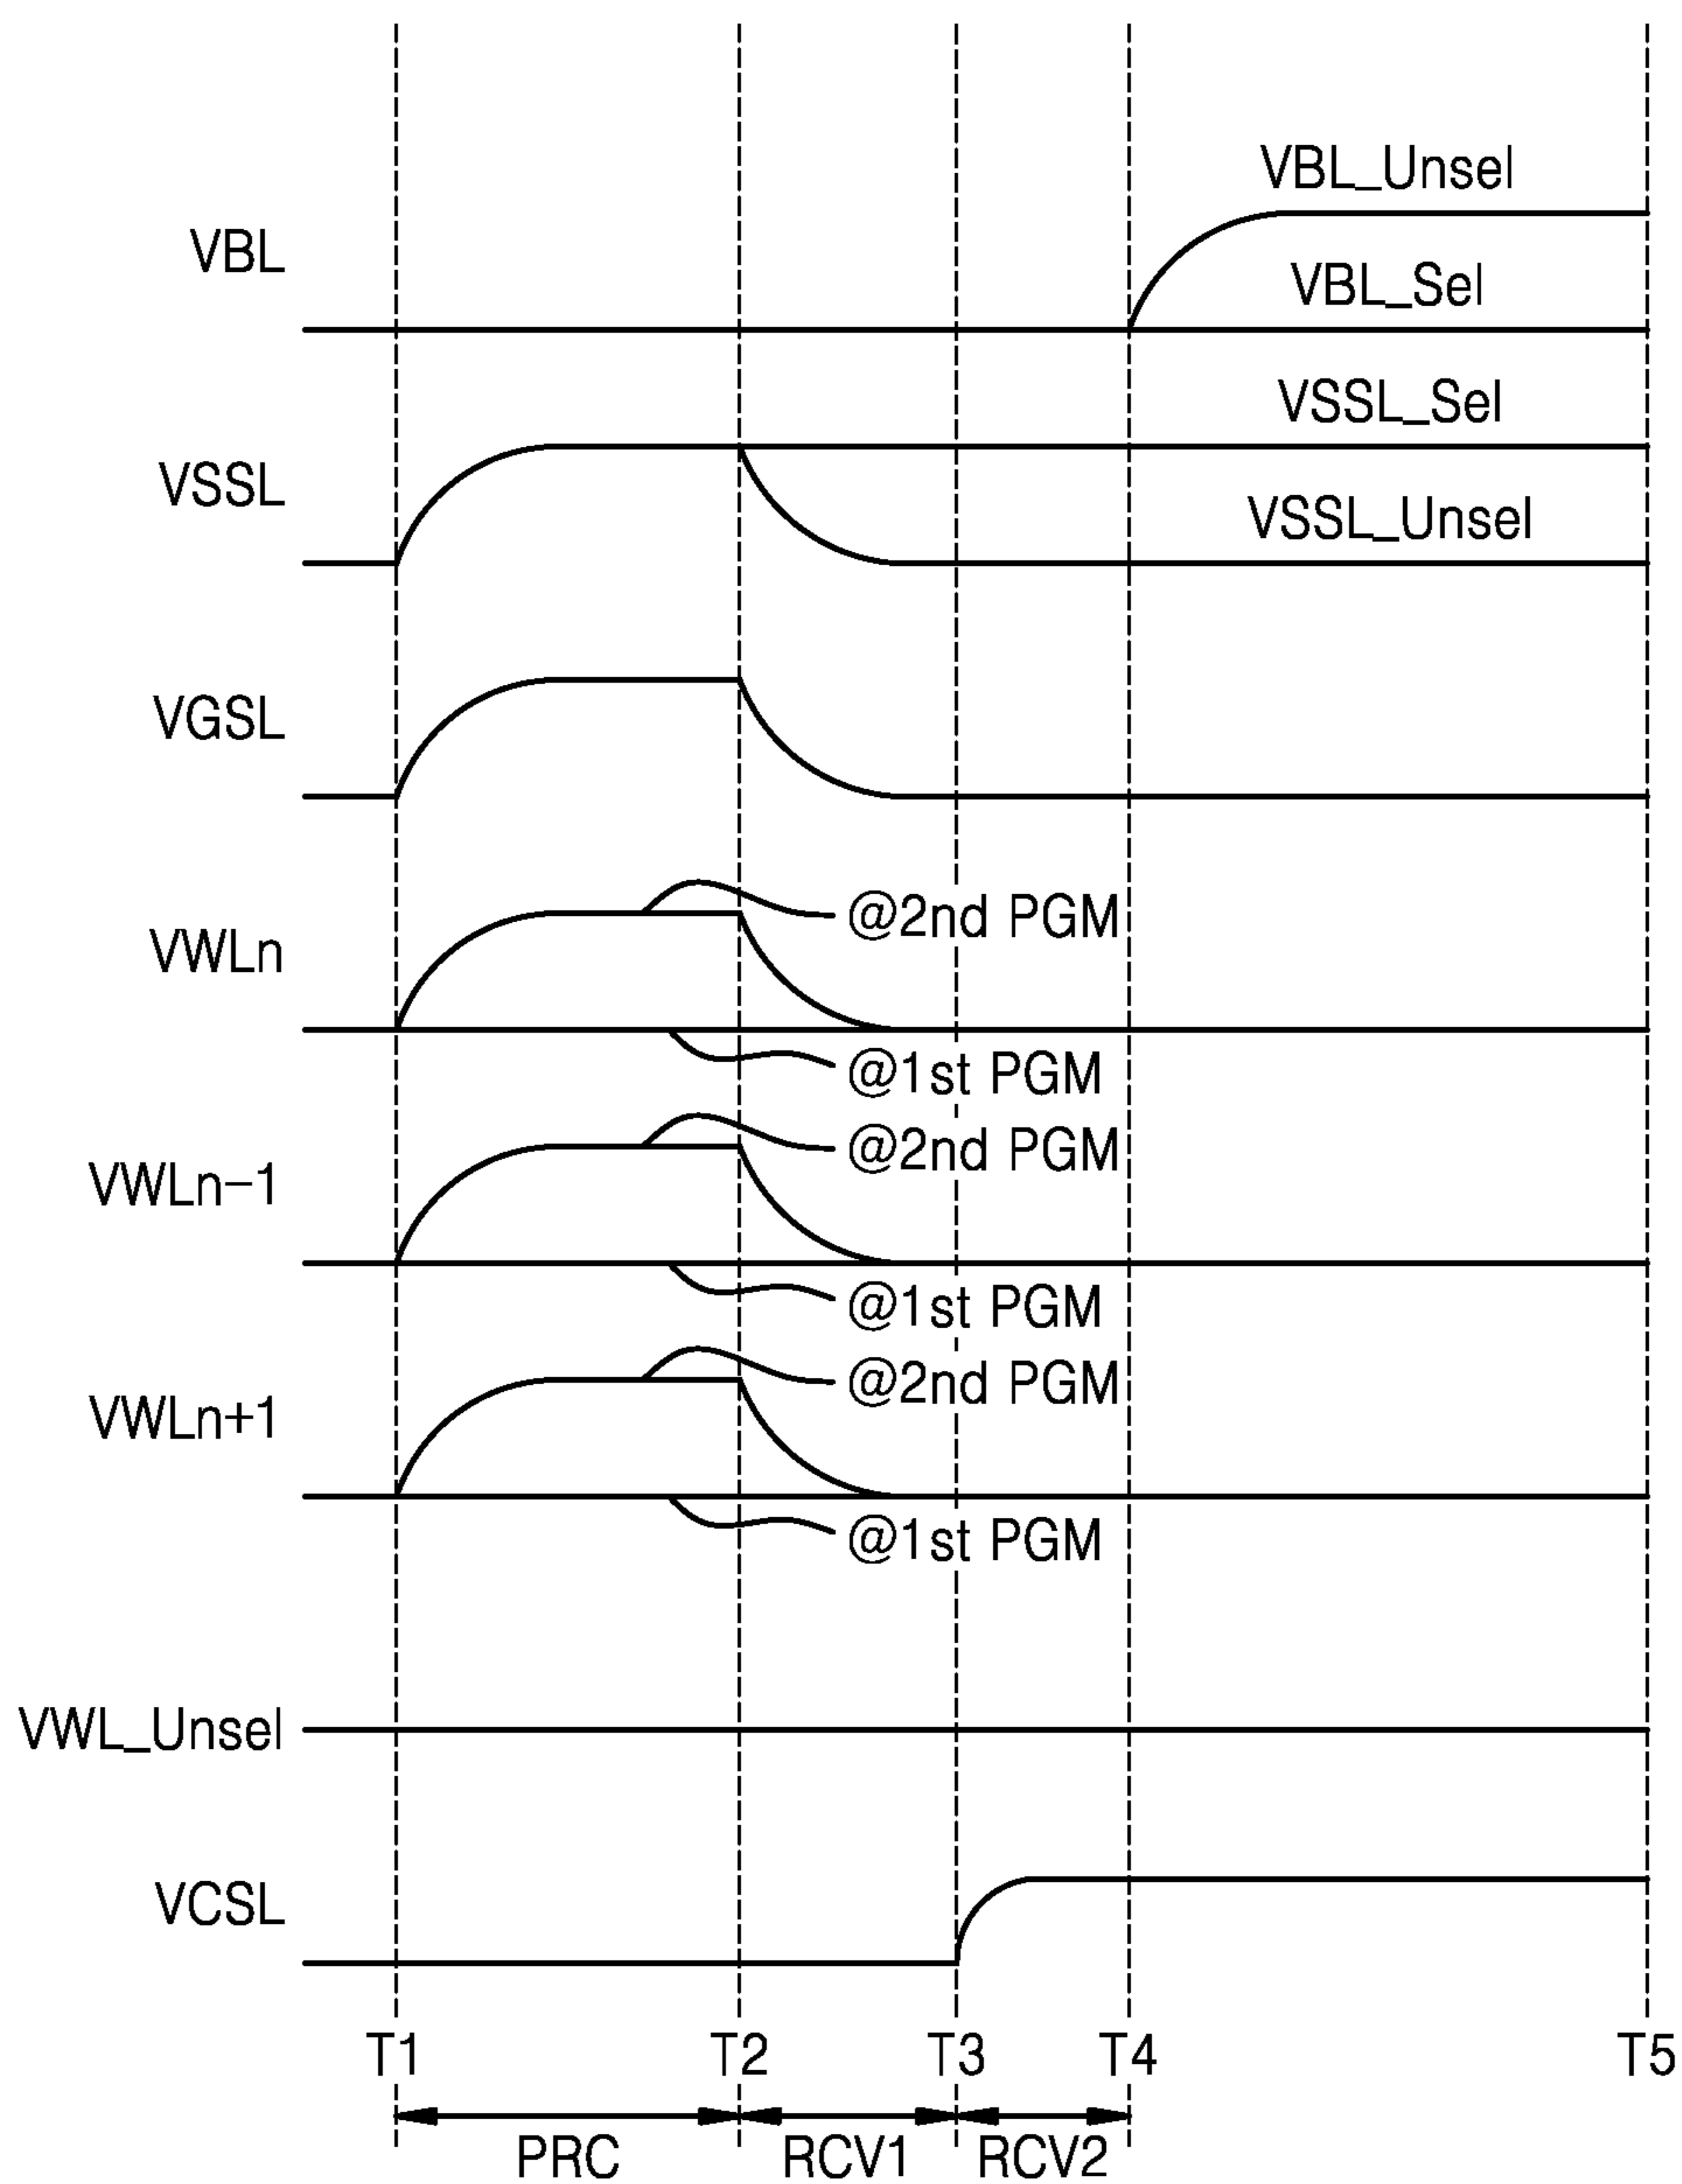 VBL
VBL_Unsel
VBL_Sel
VSSL
VSSL_Sel
VSSL_Unsel
VGSL
VWLn
@2nd PGM
@1st PGM
VWLn-1
@2nd PGM
@1st PGM
VWLn+1
@2nd PGM
@1st PGM
VWL_Unsel
VCSL
T1 T2 T3 T4 T5
PRC RCV1 RCV2